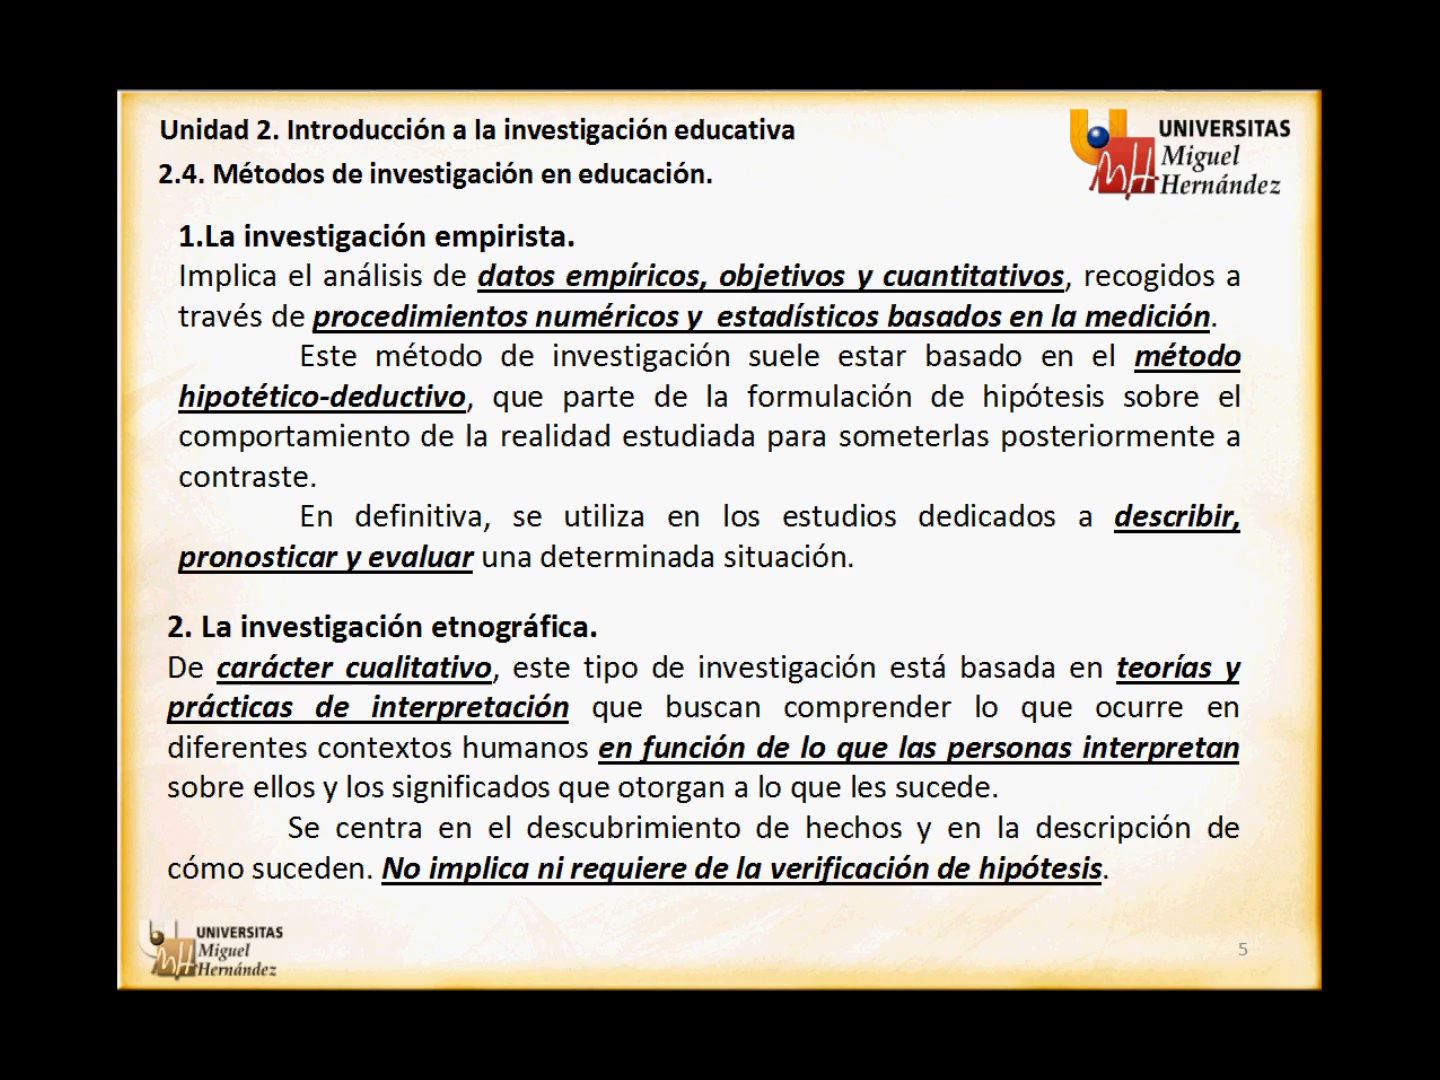 Unidad 2. Introducción a la investigación educativa
2.4. Métodos de investigación en educación.
UNIVERSITAS
Miguel
Hernández
1.La investigación empirista.
Implica el análisis de datos empíricos, objetivos y cuantitativos, recogidos a
través de procedimientos numéricos y estadísticos basados en la medición.
Este método de investigación suele estar basado en el método
hipotético-deductivo, que parte de la formulación de hipótesis sobre el
comportamiento de la realidad estudiada para someterlas posteriormente a
contraste.
En definitiva, se utiliza en los estudios dedicados a describir,
pronosticar y evaluar una determinada situación.
2. La investigación etnográfica.
De carácter cualitativo, este tipo de investigación está basada en teorías y
prácticas de interpretación que buscan comprender lo que ocurre en
diferentes contextos humanos en función de lo que las personas interpretan
sobre ellos y los significados que otorgan a lo que les sucede.
Se centra en el descubrimiento de hechos y en la descripción de
cómo suceden. No implica ni requiere de la verificación de hipótesis.
UNIVERSITAS
Miguel
Hernández
5